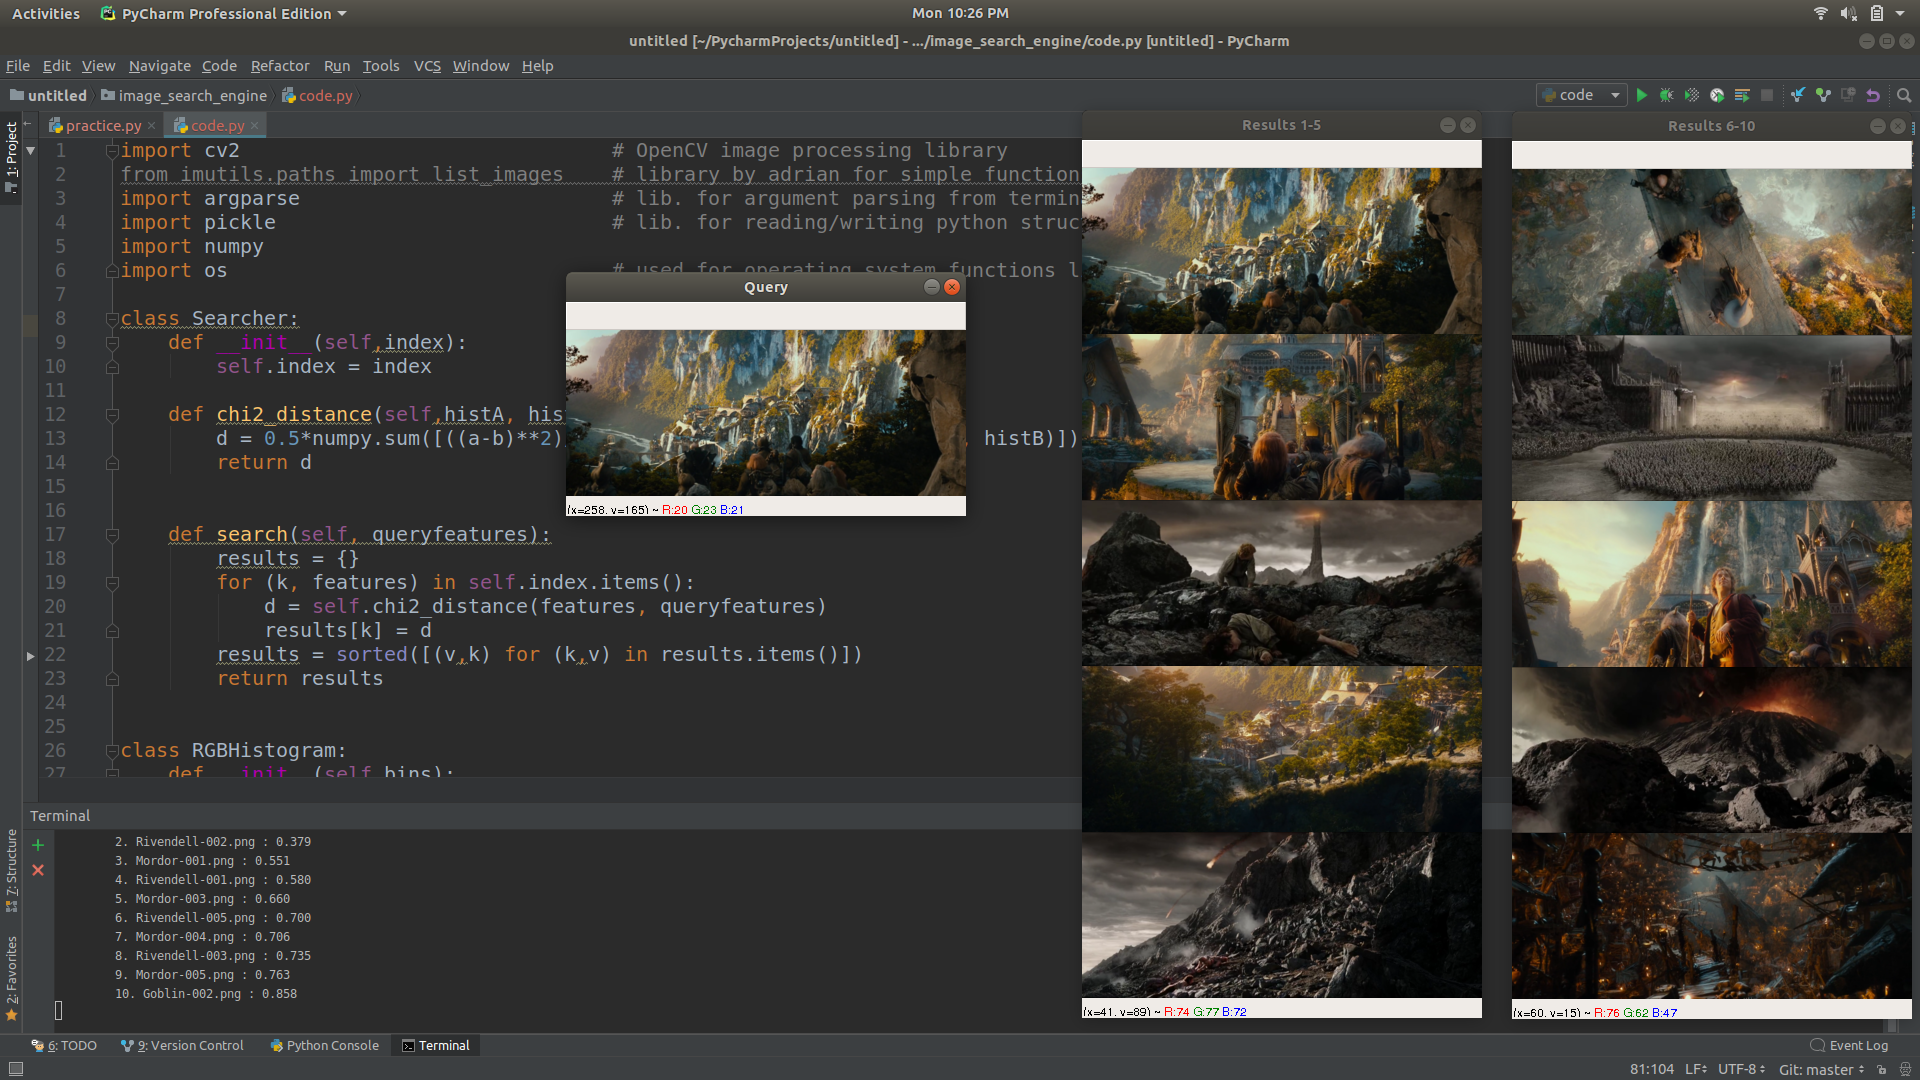 Activities PyCharm Professional Edition Mon 10:26 PM
untitled [~/PycharmProjects/untitled] - .../image_search_engine/code.py [untitled] - PyCharm
File Edit View Navigate Code Refactor Run Tools VCS Window Help
untitled image_search_engine code.py code
1: Project
practice.py code.py
1 import cv2 # OpenCV image processing library
2 from imutils.paths import list_images # library by adrian for simple function
3 import argparse # lib. for argument parsing from termin
4 import pickle # lib. for reading/writing python struc
5 import numpy
6 import os # used for operating system functions l
7
8 class Searcher:
9 def __init__(self,index):
10 self.index = index
11
12 def chi2_distance(self,histA, his
13 d = 0.5*numpy.sum([((a-b)**2) , histB)])
14 return d
15
16
17 def search(self, queryfeatures):
18 results = {}
19 for (k, features) in self.index.items():
20 d = self.chi2_distance(features, queryfeatures)
21 results[k] = d
22 results = sorted([(v,k) for (k,v) in results.items()])
23 return results
24
25
26 class RGBHistogram:
27 def __init__(self,bins):
Query
(x=258, y=165) ~ R:20 G:23 B:21
Results 1-5
(x=41, y=89) ~ R:74 G:77 B:72
Results 6-10
(x=60, y=15) ~ R:76 G:62 B:47
Terminal
2. Rivendell-002.png : 0.379
3. Mordor-001.png : 0.551
4. Rivendell-001.png : 0.580
5. Mordor-003.png : 0.660
6. Rivendell-005.png : 0.700
7. Mordor-004.png : 0.706
8. Rivendell-003.png : 0.735
9. Mordor-005.png : 0.763
10. Goblin-002.png : 0.858
7: Structure
2: Favorites
6: TODO 9: Version Control Python Console Terminal Event Log
81:104 LF UTF-8 Git: master